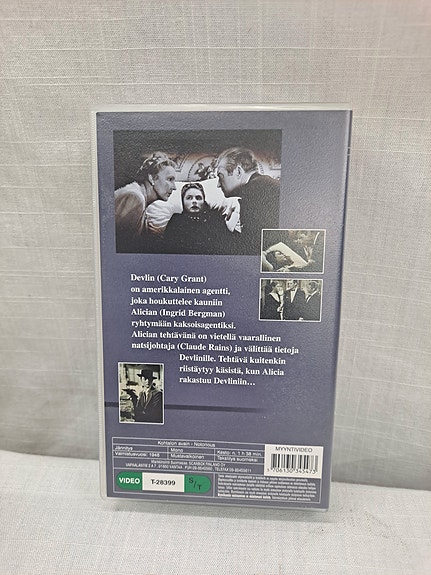 Devlin (Cary Grant)
on amerikkalainen agentti,
joka houkuttelee kauniin
Alician (Ingrid Bergman)
ryhtymään kaksoisagentiksi.
Alician tehtävänä on vietellä vaarallinen
natsijohtaja (Claude Rains) ja välittää tietoja
Devlinille. Tehtävä kuitenkin
riistäytyy käsistä, kun Alicia
rakastuu Devliniin...
Kohtalon avain - Notorious
Jännitys Mono Kesto: n. 1 h 38 min.
Valmistusvuosi: 1946 Mustavalkoinen Tekstitys suomeksi
MYYNTIVIDEO
5706130345473
VIDEO T-28399 S/T